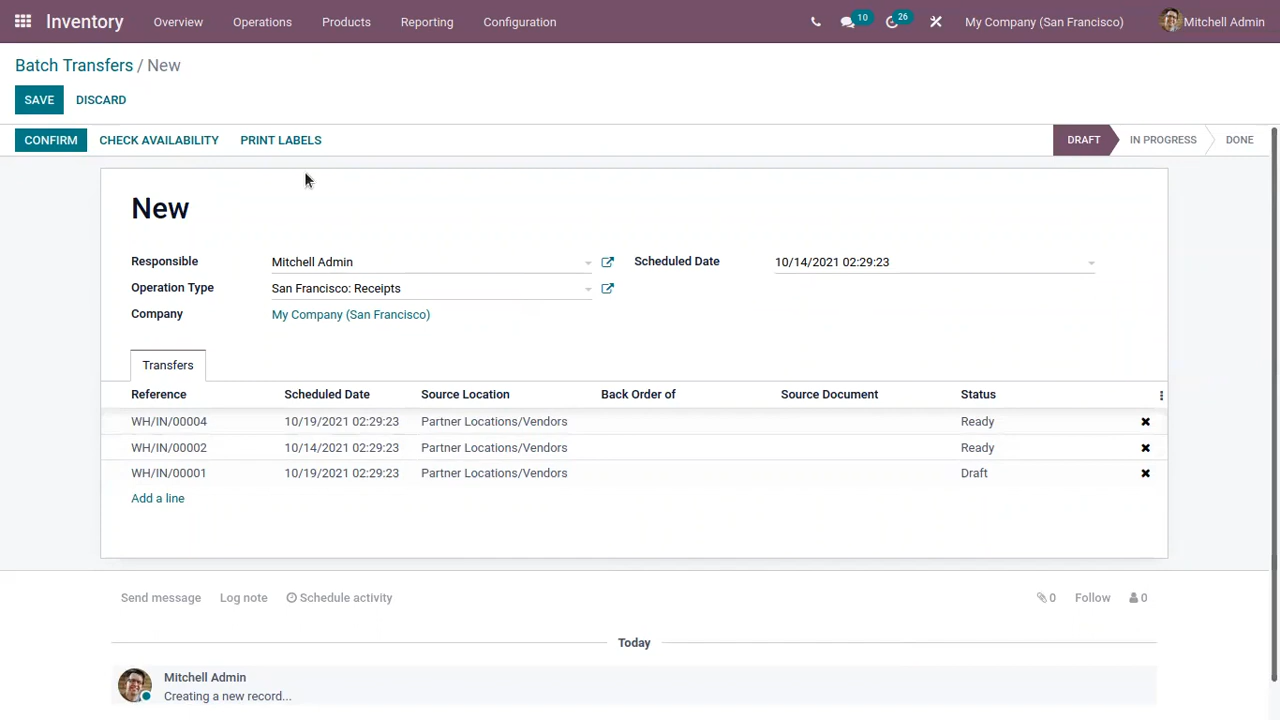 Inventory Overview Operations Products Reporting Configuration 10 26 My Company (San Francisco) Mitchell Admin
Batch Transfers / New
SAVE DISCARD
CONFIRM CHECK AVAILABILITY PRINT LABELS DRAFT IN PROGRESS DONE
New
Responsible Mitchell Admin Scheduled Date 10/14/2021 02:29:23
Operation Type San Francisco: Receipts
Company My Company (San Francisco)
Transfers
Reference Scheduled Date Source Location Back Order of Source Document Status
WH/IN/00004 10/19/2021 02:29:23 Partner Locations/Vendors Ready
WH/IN/00002 10/14/2021 02:29:23 Partner Locations/Vendors Ready
WH/IN/00001 10/19/2021 02:29:23 Partner Locations/Vendors Draft
Add a line
Send message Log note Schedule activity 0 Follow 0
Today
Mitchell Admin
Creating a new record...